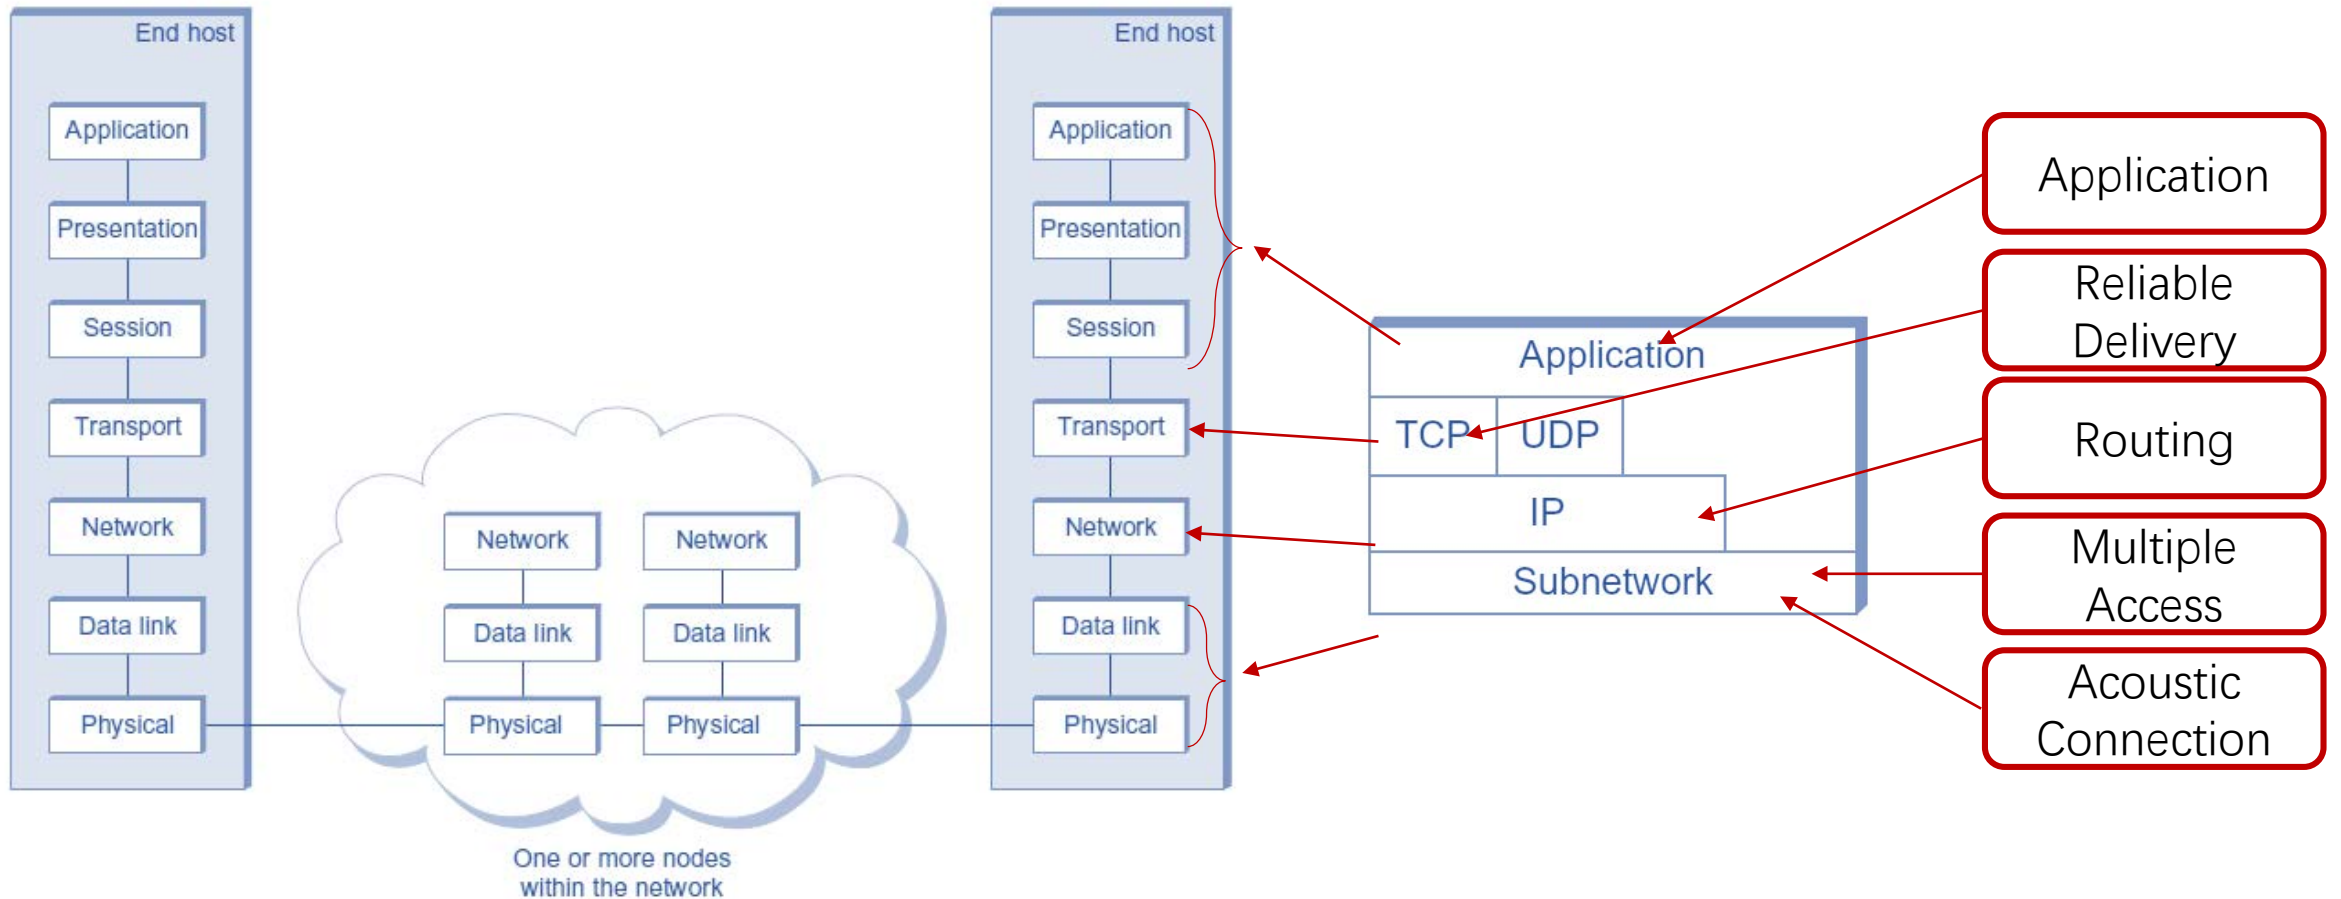 End host
Application
Presentation
Session
Transport
Network
Data link
Physical
Network
Data link
Physical
Network
Data link
Physical
One or more nodes
within the network
End host
Application
Presentation
Session
Transport
Network
Data link
Physical
Application
TCP
UDP
IP
Subnetwork
Application
Reliable
Delivery
Routing
Multiple
Access
Acoustic
Connection